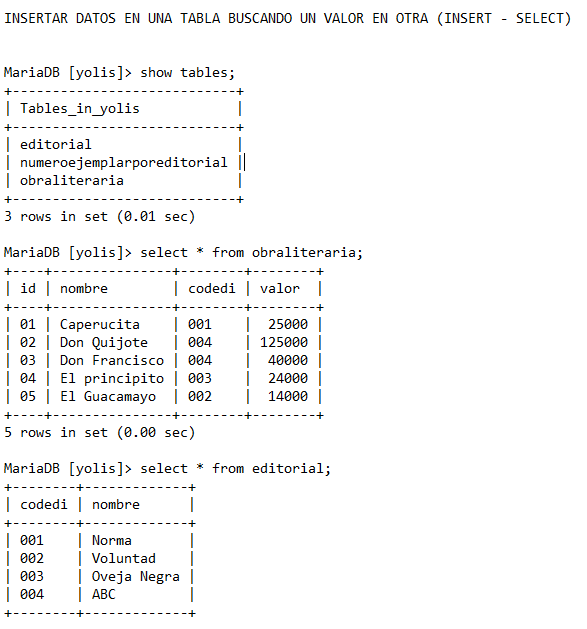 INSERTAR DATOS EN UNA TABLA BUSCANDO UN VALOR EN OTRA (INSERT - SELECT)
MariaDB [yolis]> show tables;
+----------------------------+
| Tables_in_yolis            |
+----------------------------+
| editorial                  |
| numeroejemplarporeditorial |
| obraliteraria              |
+----------------------------+
3 rows in set (0.01 sec)
MariaDB [yolis]> select * from obraliteraria;
+----+---------------+--------+--------+
| id | nombre        | codedi | valor  |
+----+---------------+--------+--------+
| 01 | Caperucita    | 001    |  25000 |
| 02 | Don Quijote   | 004    | 125000 |
| 03 | Don Francisco | 004    |  40000 |
| 04 | El principito | 003    |  24000 |
| 05 | El Guacamayo  | 002    |  14000 |
+----+---------------+--------+--------+
5 rows in set (0.00 sec)
MariaDB [yolis]> select * from editorial;
+--------+-------------+
| codedi | nombre      |
+--------+-------------+
| 001    | Norma       |
| 002    | Voluntad    |
| 003    | Oveja Negra |
| 004    | ABC         |
+--------+-------------+